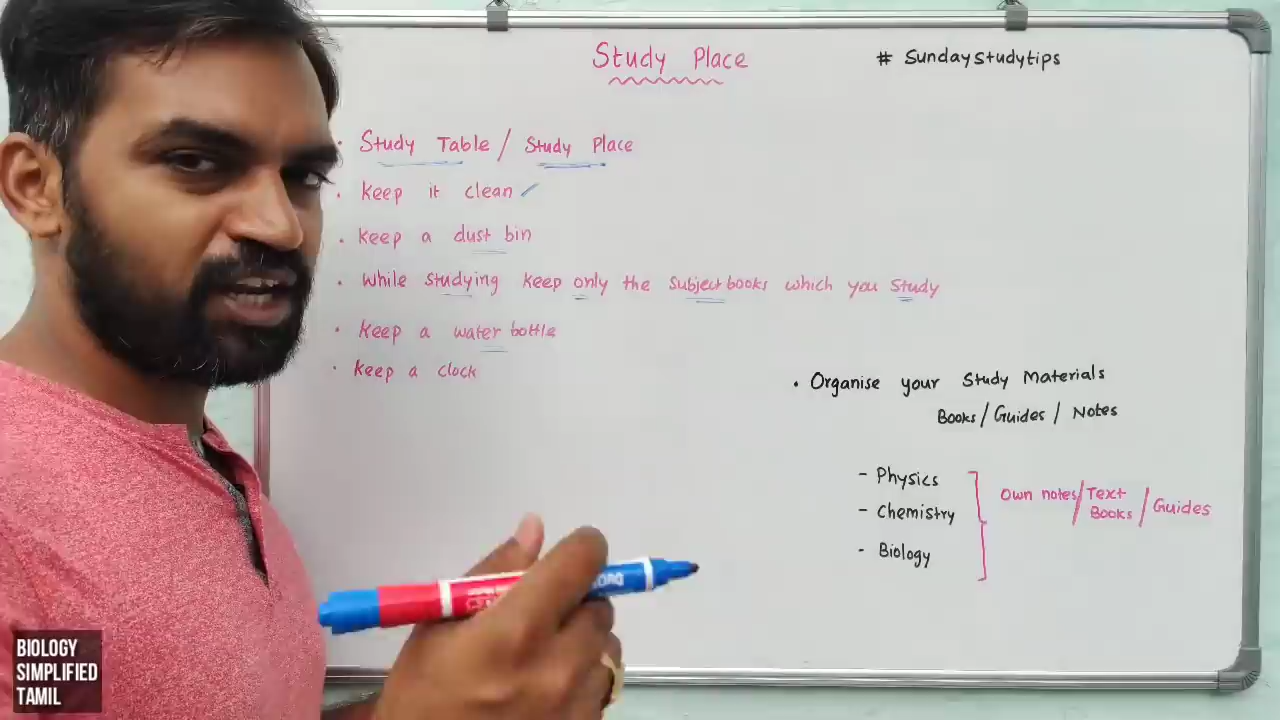 Study Place
# Sundaystudytips
• Study Table / Study Place
• Keep it clean ✓
• Keep a dust bin
• While studying keep only the subject books which you study
• Keep a water bottle
• Keep a clock
• Organise your Study Materials
Books / Guides / Notes
- Physics
- Chemistry
- Biology
Own notes / Text Books / Guides
BIOLOGY
SIMPLIFIED
TAMIL